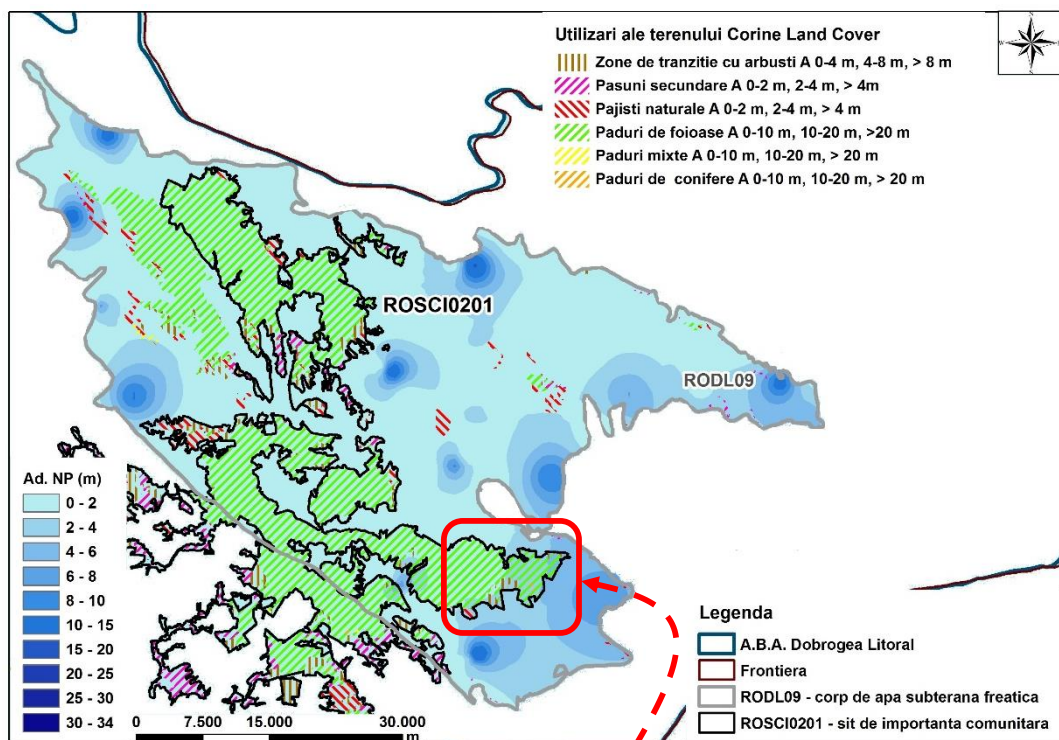 Utilizari ale terenului Corine Land Cover
Zone de tranzitie cu arbusti A 0-4 m, 4-8 m, > 8 m
Pasuni secundare A 0-2 m, 2-4 m, > 4m
Pajisti naturale A 0-2 m, 2-4 m, > 4 m
Paduri de foioase A 0-10 m, 10-20 m, >20 m
Paduri mixte A 0-10 m, 10-20 m, > 20 m
Paduri de conifere A 0-10 m, 10-20 m, > 20 m
N
W
E
S
ROSCI0201
RODL09
Ad. NP (m)
0 - 2
2 - 4
4 - 6
6 - 8
8 - 10
10 - 15
15 - 20
20 - 25
25 - 30
30 - 34
0 7.500 15.000 30.000
m
Legenda
A.B.A. Dobrogea Litoral
Frontiera
RODL09 - corp de apa subterana freatica
ROSCI0201 - sit de importanta comunitara